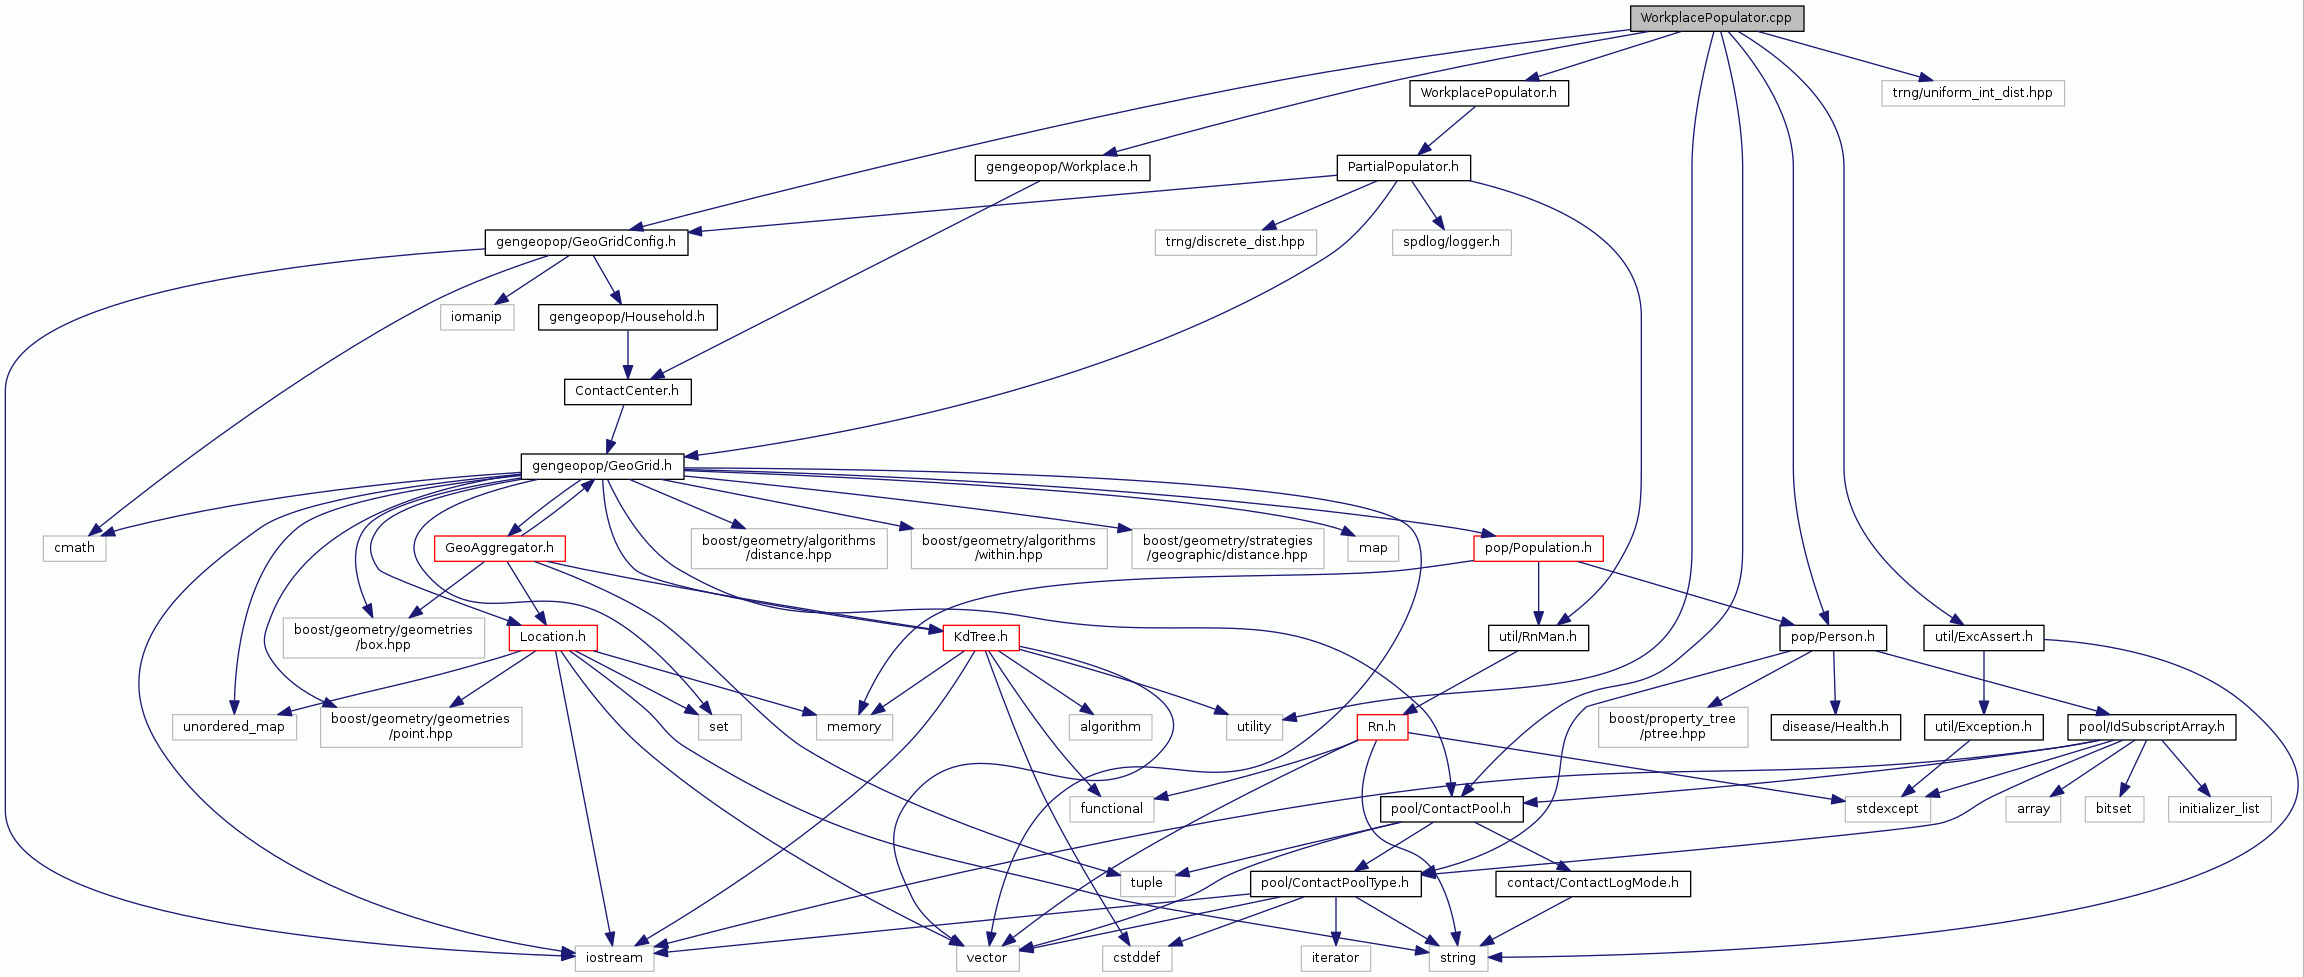 WorkplacePopulator.cpp
WorkplacePopulator.h
trng/uniform_int_dist.hpp
gengeopop/Workplace.h
PartialPopulator.h
gengeopop/GeoGridConfig.h
trng/discrete_dist.hpp
spdlog/logger.h
iomanip
gengeopop/Household.h
ContactCenter.h
gengeopop/GeoGrid.h
cmath
GeoAggregator.h
boost/geometry/algorithms
/distance.hpp
boost/geometry/algorithms
/within.hpp
boost/geometry/strategies
/geographic/distance.hpp
map
pop/Population.h
boost/geometry/geometries
/box.hpp
Location.h
KdTree.h
util/RnMan.h
pop/Person.h
util/ExcAssert.h
unordered_map
boost/geometry/geometries
/point.hpp
set
memory
algorithm
utility
Rn.h
boost/property_tree
/ptree.hpp
disease/Health.h
util/Exception.h
pool/IdSubscriptArray.h
functional
pool/ContactPool.h
stdexcept
array
bitset
initializer_list
tuple
pool/ContactPoolType.h
contact/ContactLogMode.h
iostream
vector
cstddef
iterator
string